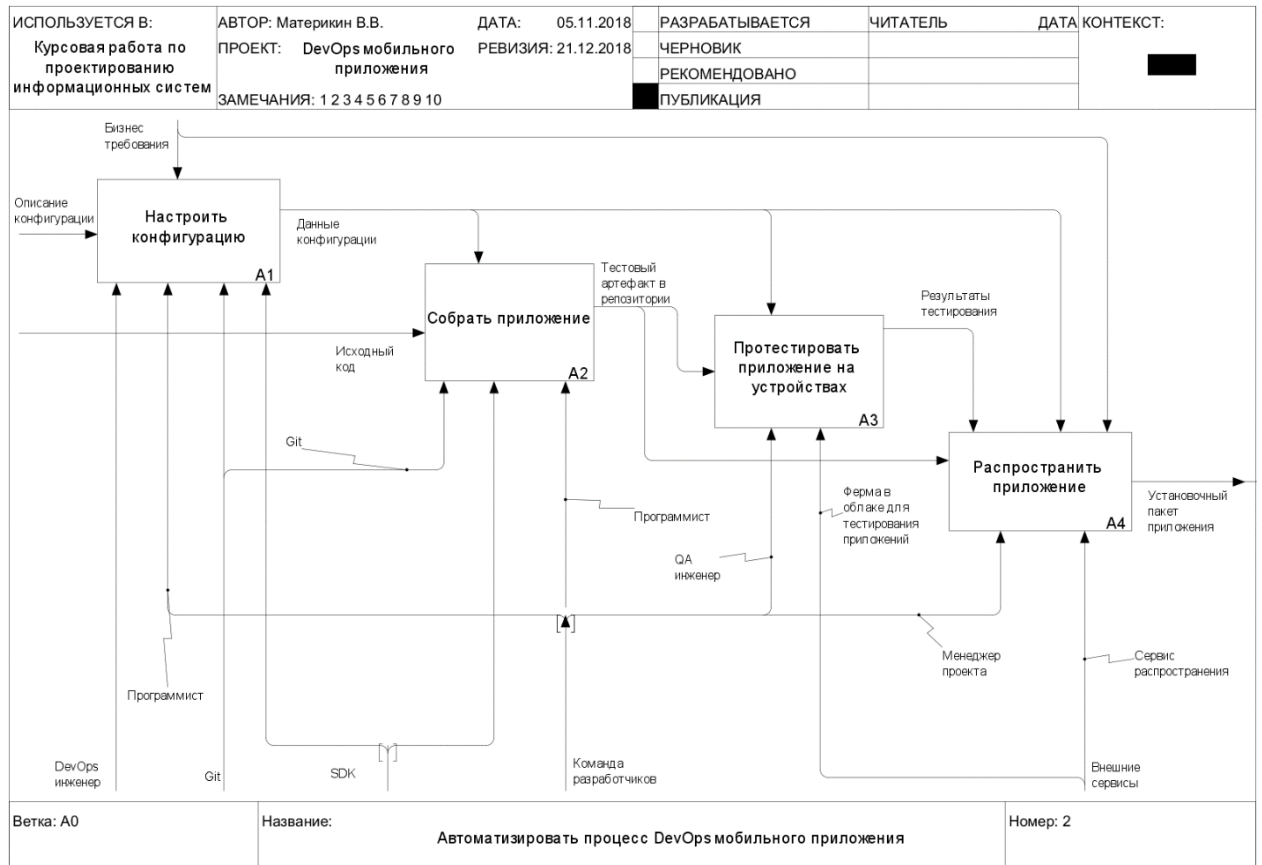 ИСПОЛЬЗУЕТСЯ В:
Курсовая работа по
проектированию
информационных систем
АВТОР: Материкин В.В.
ДАТА: 05.11.2018
ПРОЕКТ: DevOps мобильного
приложения
РЕВИЗИЯ: 21.12.2018
ЗАМЕЧАНИЯ: 1 2 3 4 5 6 7 8 9 10
РАЗРАБАТЫВАЕТСЯ
ЧЕРНОВИК
РЕКОМЕНДОВАНО
ПУБЛИКАЦИЯ
ЧИТАТЕЛЬ
ДАТА
КОНТЕКСТ:
Бизнес
требования
Описание
конфигурации
Настроить
конфигурацию
A1
Данные
конфигурации
Тестовый
артефакт в
репозитории
Собрать приложение
A2
Исходный
код
Результаты
тестирования
Протестировать
приложение на
устройствах
A3
Git
Распространить
приложение
A4
Установочный
пакет
приложения
Программист
Ферма в
облаке для
тестирования
приложений
QA
инженер
Менеджер
проекта
Сервис
распространения
Программист
DevOps
инженер
Git
SDK
Команда
разработчиков
Внешние
сервисы
Ветка: A0
Название:
Автоматизировать процесс DevOps мобильного приложения
Номер: 2